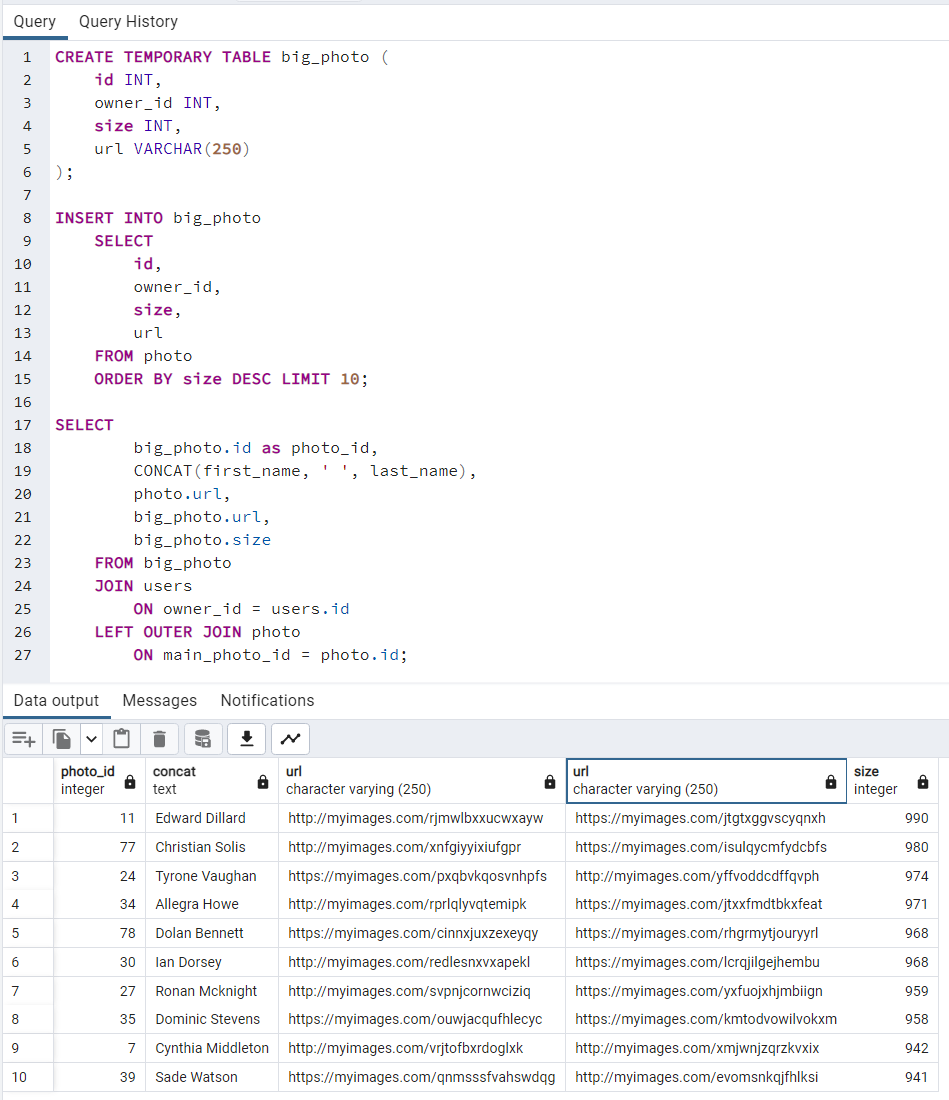 Query Query History
1 CREATE TEMPORARY TABLE big_photo (
2 id INT,
3 owner_id INT,
4 size INT,
5 url VARCHAR(250)
6 );
7
8 INSERT INTO big_photo
9 SELECT
10 id,
11 owner_id,
12 size,
13 url
14 FROM photo
15 ORDER BY size DESC LIMIT 10;
16
17 SELECT
18 big_photo.id as photo_id,
19 CONCAT(first_name, ' ', last_name),
20 photo.url,
21 big_photo.url,
22 big_photo.size
23 FROM big_photo
24 JOIN users
25 ON owner_id = users.id
26 LEFT OUTER JOIN photo
27 ON main_photo_id = photo.id;
Data output Messages Notifications
photo_id concat url url size
integer text character varying (250) character varying (250) integer
1 11 Edward Dillard http://myimages.com/rjmwlbxxucwxayw https://myimages.com/jtgtxggvscyqnxh 990
2 77 Christian Solis http://myimages.com/xnfgiyyixiufgpr https://myimages.com/isulqycmfydcbfs 980
3 24 Tyrone Vaughan https://myimages.com/pxqbvkqosvnhpfs http://myimages.com/yffvoddcdffqvph 974
4 34 Allegra Howe http://myimages.com/rprlqlyvqtemipk https://myimages.com/jtxxfmdtbkxfeat 971
5 78 Dolan Bennett https://myimages.com/cinnxjuxzexeyqy https://myimages.com/rhgrmytjouryyrl 968
6 30 Ian Dorsey http://myimages.com/redlesnxvxapekl https://myimages.com/lcrqjilgejhembu 968
7 27 Ronan Mcknight http://myimages.com/svpnjcornwciziq https://myimages.com/yxfuojxhjmbiign 959
8 35 Dominic Stevens https://myimages.com/ouwjacqufhlecyc https://myimages.com/kmtodvowilvokxm 958
9 7 Cynthia Middleton http://myimages.com/vrjtofbxrdoglxk http://myimages.com/xmjwnjzqrzkvxix 942
10 39 Sade Watson https://myimages.com/qnmsssfvahswdqg http://myimages.com/evomsnkqjfhlksi 941